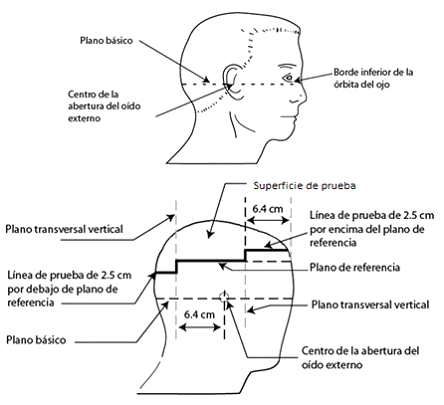 Plano básico
Borde inferior de la
órbita del ojo
Centro de la
abertura del oído
externo
Superficie de prueba
6.4 cm
Plano transversal vertical
Línea de prueba de 2.5 cm
por encima del plano de
referencia
Línea de prueba de 2.5 cm
por debajo de plano de
referencia
Plano de referencia
Plano transversal vertical
Plano básico
6.4 cm
Centro de la abertura del
oído externo